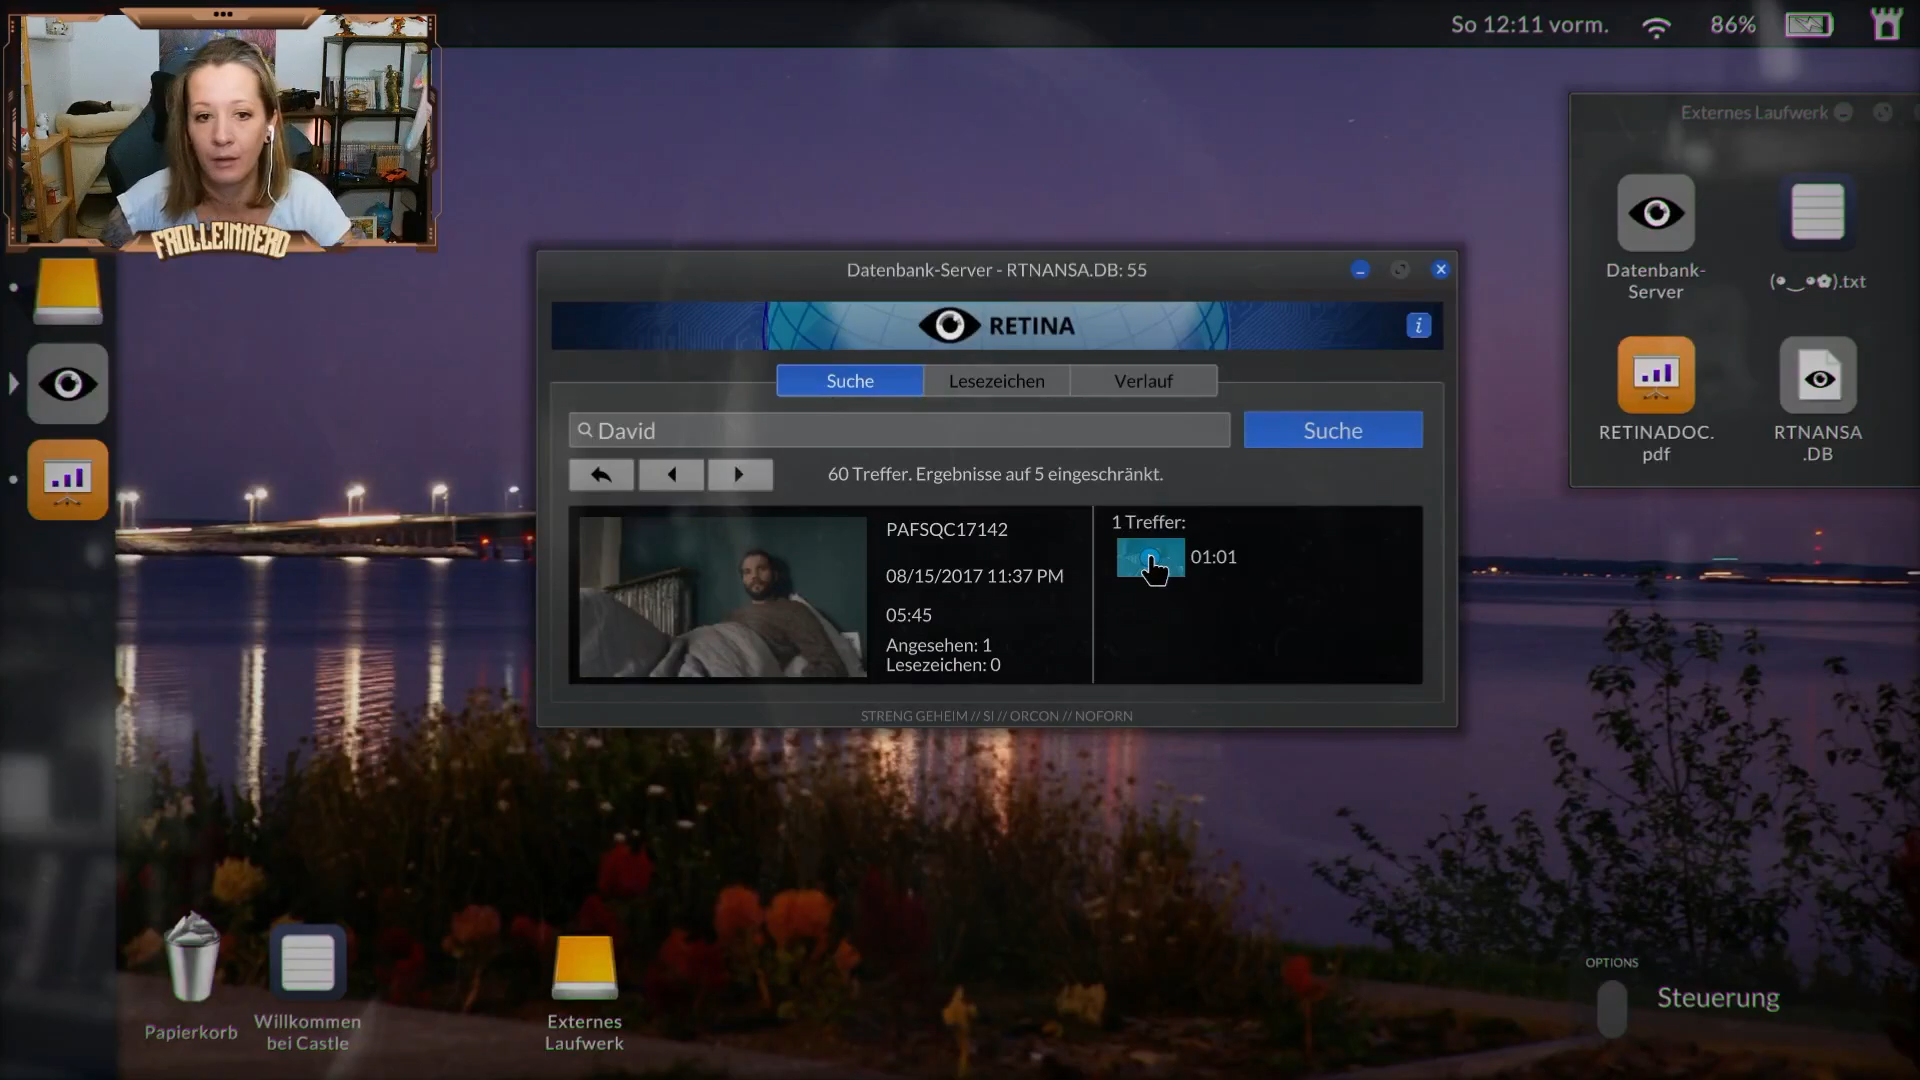 So 12:11 vorm.
86%
FROLLEINNERD
Externes Laufwerk
Datenbank-
Server
(•‿•✿).txt
RETINADOC.
pdf
RTNANSA
.DB
Datenbank-Server - RTNANSA.DB: 55
RETINA
i
Suche
Lesezeichen
Verlauf
David
Suche
60 Treffer. Ergebnisse auf 5 eingeschränkt.
PAFSQC17142
08/15/2017 11:37 PM
05:45
Angesehen: 1
Lesezeichen: 0
1 Treffer:
01:01
STRENG GEHEIM // SI // ORCON // NOFORN
Papierkorb
Willkommen
bei Castle
Externes
Laufwerk
OPTIONS
Steuerung